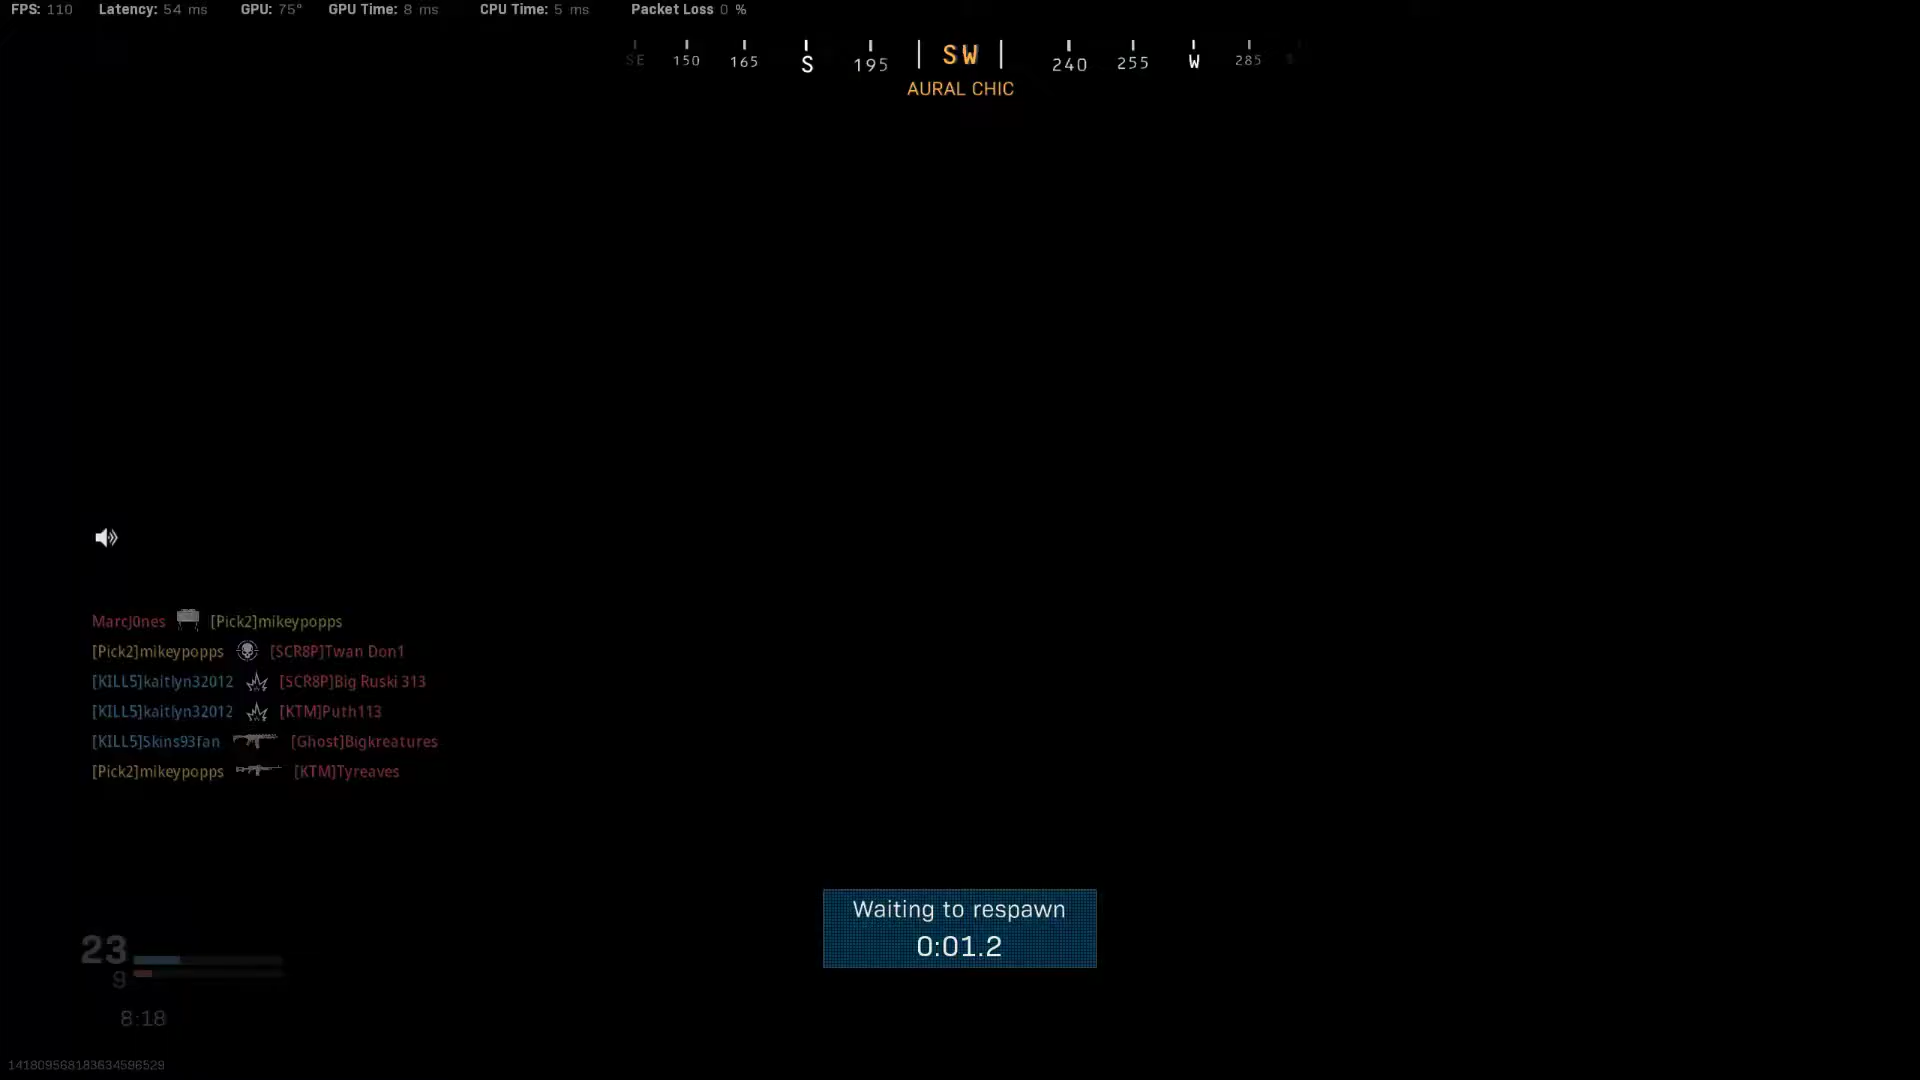 FPS: 110 Latency: 54 ms GPU: 75° GPU Time: 8 ms CPU Time: 5 ms Packet Loss 0 %
SE 150 165 S 195 SW 240 255 W 285
AURAL CHIC
MarcJ0nes [Pick2]mikeypopps
[Pick2]mikeypopps [SCR8P]Twan Don1
[KILL5]kaitlyn32012 [SCR8P]Big Ruski 313
[KILL5]kaitlyn32012 [KTM]Puth113
[KILL5]Skins93fan [Ghost]Bigkreatures
[Pick2]mikeypopps [KTM]Tyreaves
Waiting to respawn
0:01.2
23
9
8:18
141809568183634596529